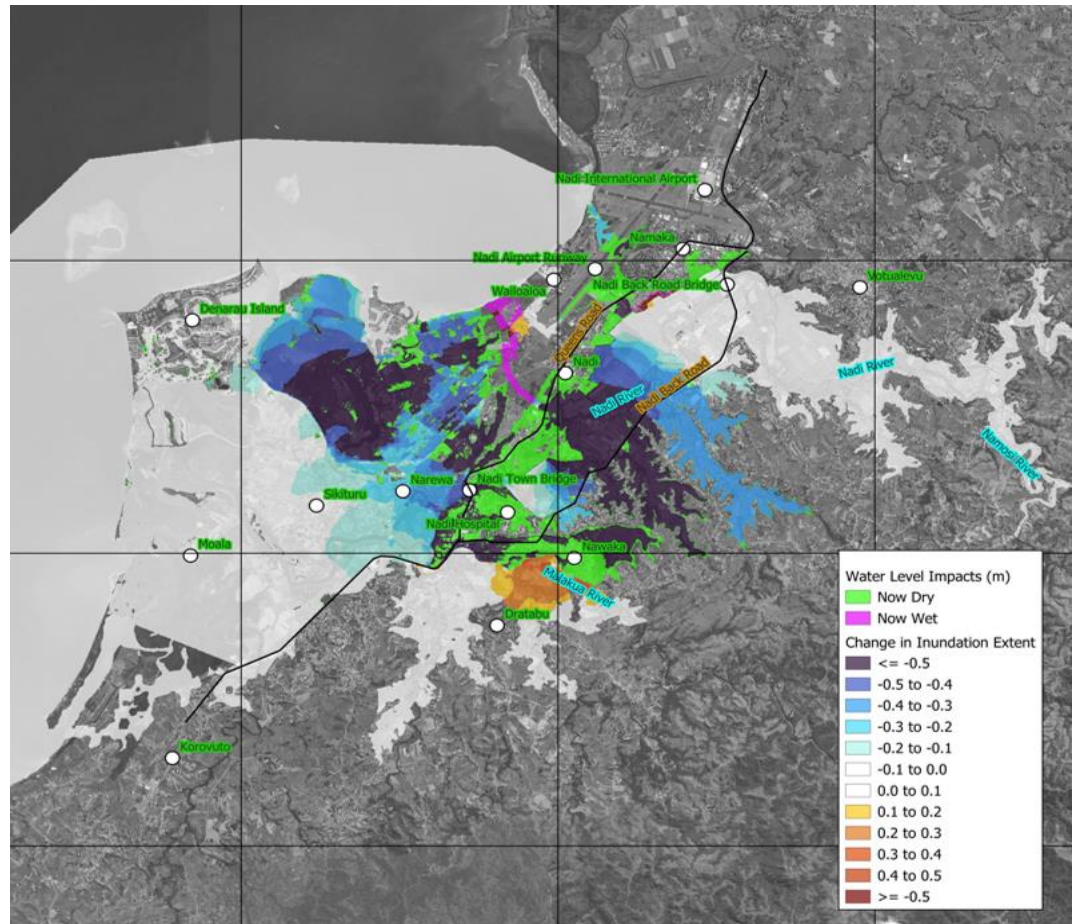 Nadi International Airport
Namaka
Nadi Airport Runway
Votualevu
Wailoaloa
Nadi Back Road Bridge
Denarau Island
Queens Road
Nadi
Nadi River
Nadi River
Nadi Back Road
Namosi River
Narewa
Nadi Town Bridge
Sikituru
Nadi Hospital
Moala
Nawaka
Malakua River
Dratabu
Korovuto
Water Level Impacts (m)
Now Dry
Now Wet
Change in Inundation Extent
<= -0.5
-0.5 to -0.4
-0.4 to -0.3
-0.3 to -0.2
-0.2 to -0.1
-0.1 to 0.0
0.0 to 0.1
0.1 to 0.2
0.2 to 0.3
0.3 to 0.4
0.4 to 0.5
>= -0.5